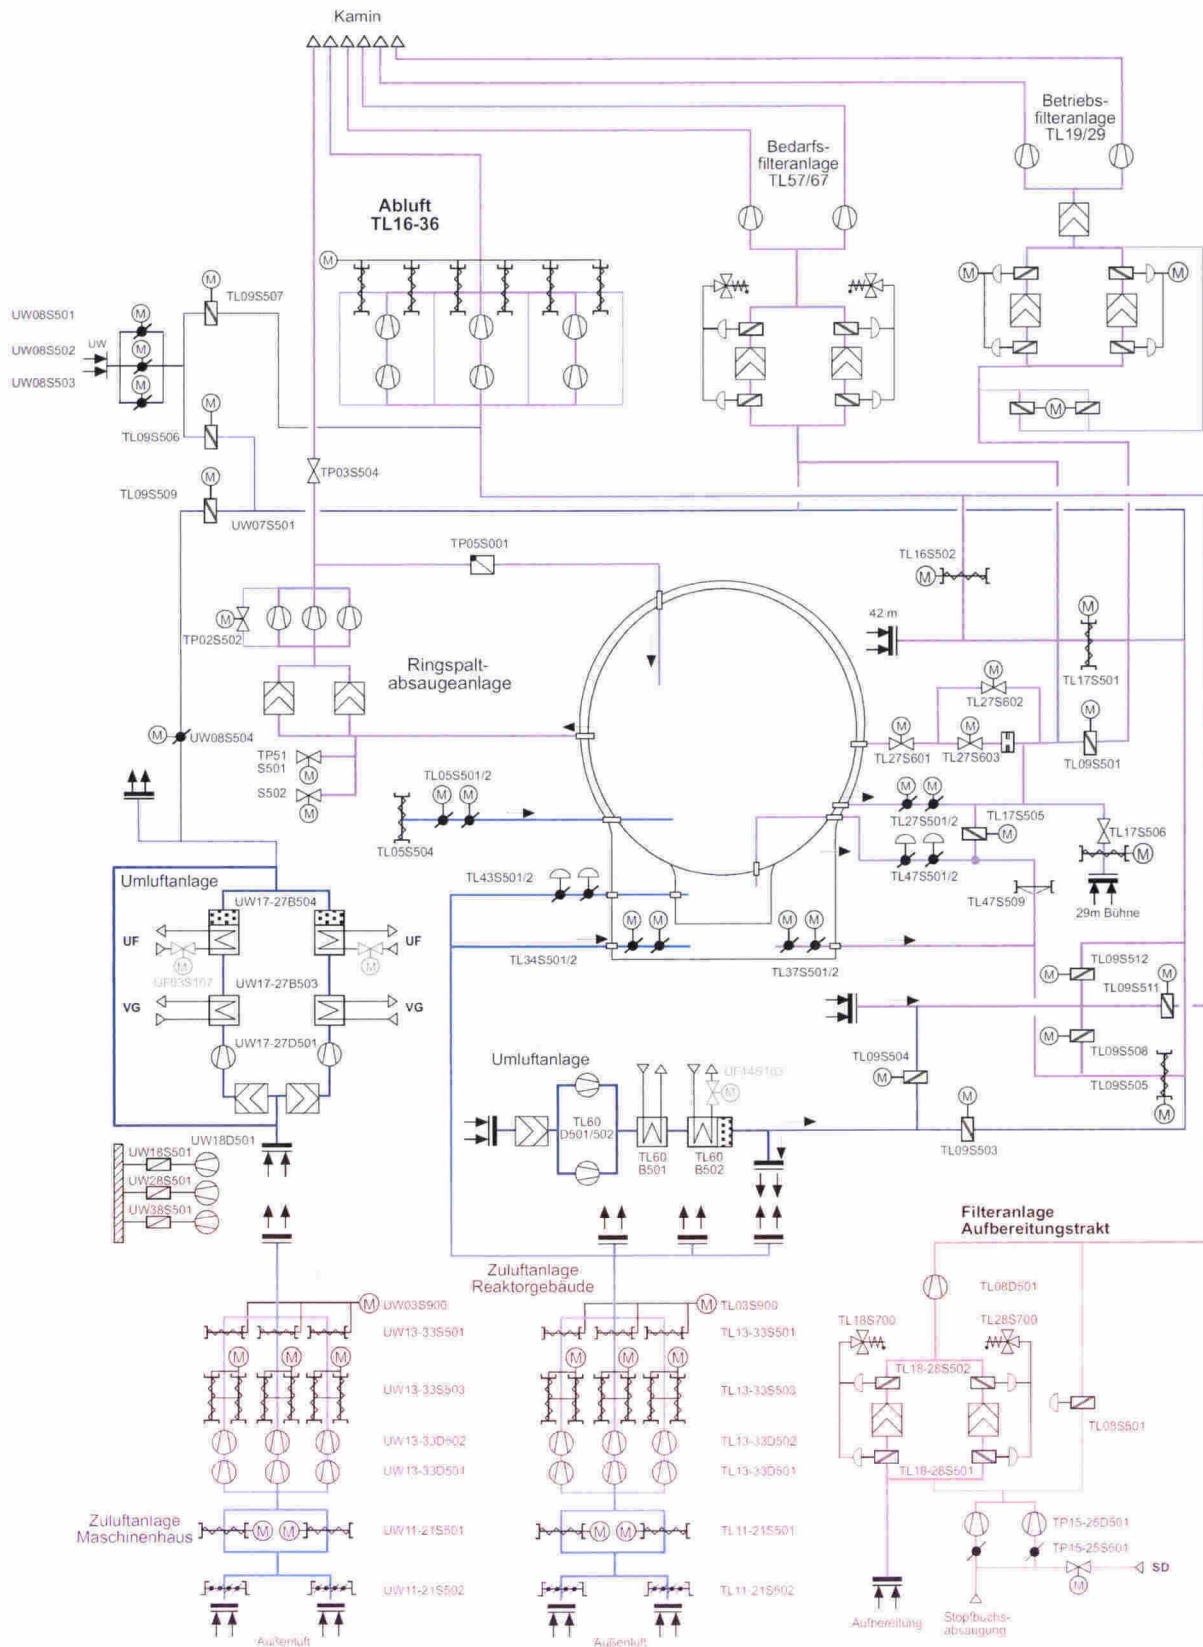 Kamin
Betriebs-
filteranlage
TL19/29
Bedarfs-
filteranlage
TL57/67
Abluft
TL16-36
M
M
TL09S507
UW08S501
UW08S502
UW08S503
UW
M
M
M
M
M
M
M
TL09S506
M
TL09S509
UW07S501
TP03S504
TP05S001
TL16S502
M
42 m
M
TL17S501
M
TP02S502
Ringspalt-
absaugeanlage
M
TL27S602
M
TL27S601
M
TL27S603
M
TL09S501
M
UW08S504
TP51
S501
M
S502
M
TL05S501/2
M
M
TL05S504
M
M
TL27S501/2
TL17S505
M
TL17S506
M
TL47S501/2
TL47S509
29m Bühne
TL43S501/2
M
M
TL34S501/2
M
M
TL37S501/2
Umluftanlage
UW17-27B504
UF
UF
M
M
UW17-27B503
VG
VG
UW17-27D501
TL09S512
M
TL09S511
M
TL09S508
M
TL09S504
M
TL09S505
M
TL09S503
M
Umluftanlage
M
TL60
D501/502
TL60
B501
TL60
B502
UW18D501
UW18S501
UW28S501
UW38S501
Filteranlage
Aufbereitungstrakt
Zuluftanlage
Reaktorgebäude
TL08D501
TL18S700
TL28S700
TL18-28S502
TL08S501
TL18-28S501
M
UW03S900
UW13-33S501
M
M
M
UW13-33S503
UW13-33D502
UW13-33D501
M
TL03S900
TL13-33S501
M
M
M
TL13-33S503
TL13-33D502
TL13-33D501
Zuluftanlage
Maschinenhaus
M
M
UW11-21S501
UW11-21S502
M
M
TL11-21S501
TL11-21S502
TP15-25D501
TP15-25S501
SD
M
Außenluft
Außenluft
Aufbereitung
Stopfbuchs-
absaugung